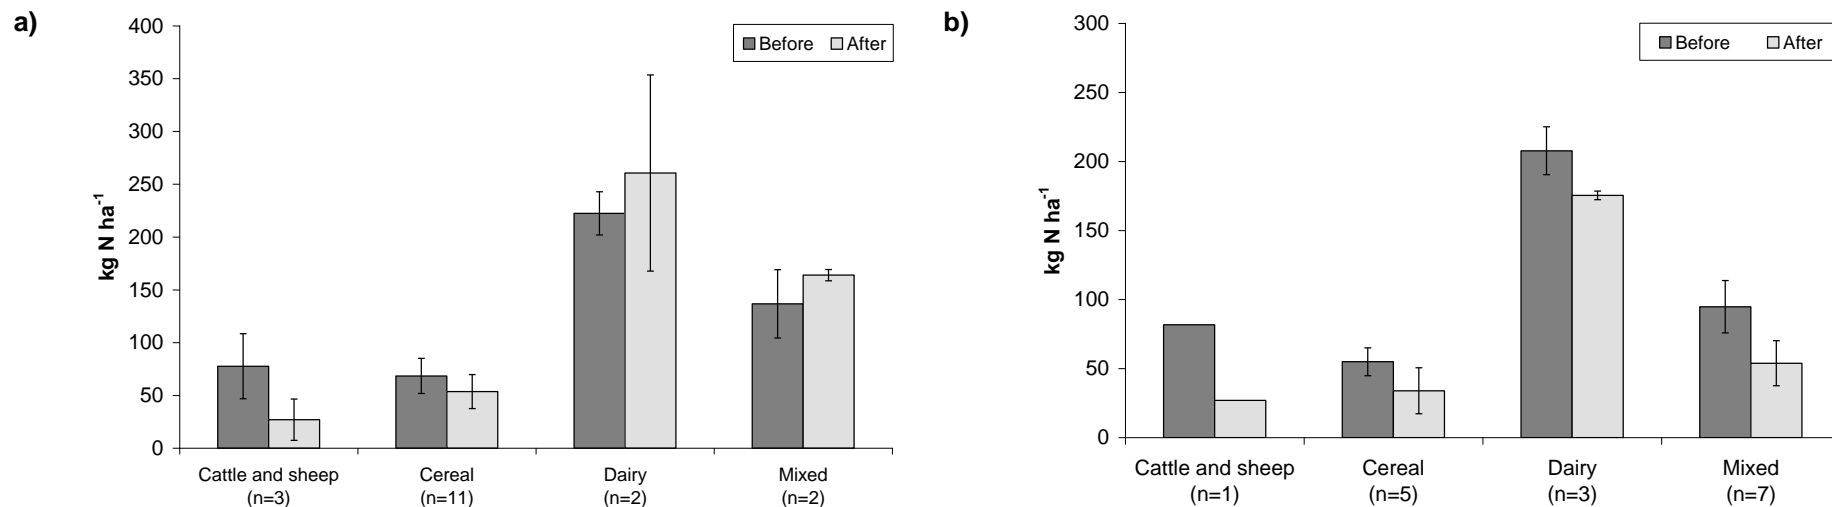 a)
400
350
300
250
200
150
100
50
0
kg N ha⁻¹
Before After
Cattle and sheep Cereal Dairy Mixed
(n=3) (n=11) (n=2) (n=2)
b)
300
250
200
150
100
50
0
kg N ha⁻¹
Before After
Cattle and sheep Cereal Dairy Mixed
(n=1) (n=5) (n=3) (n=7)